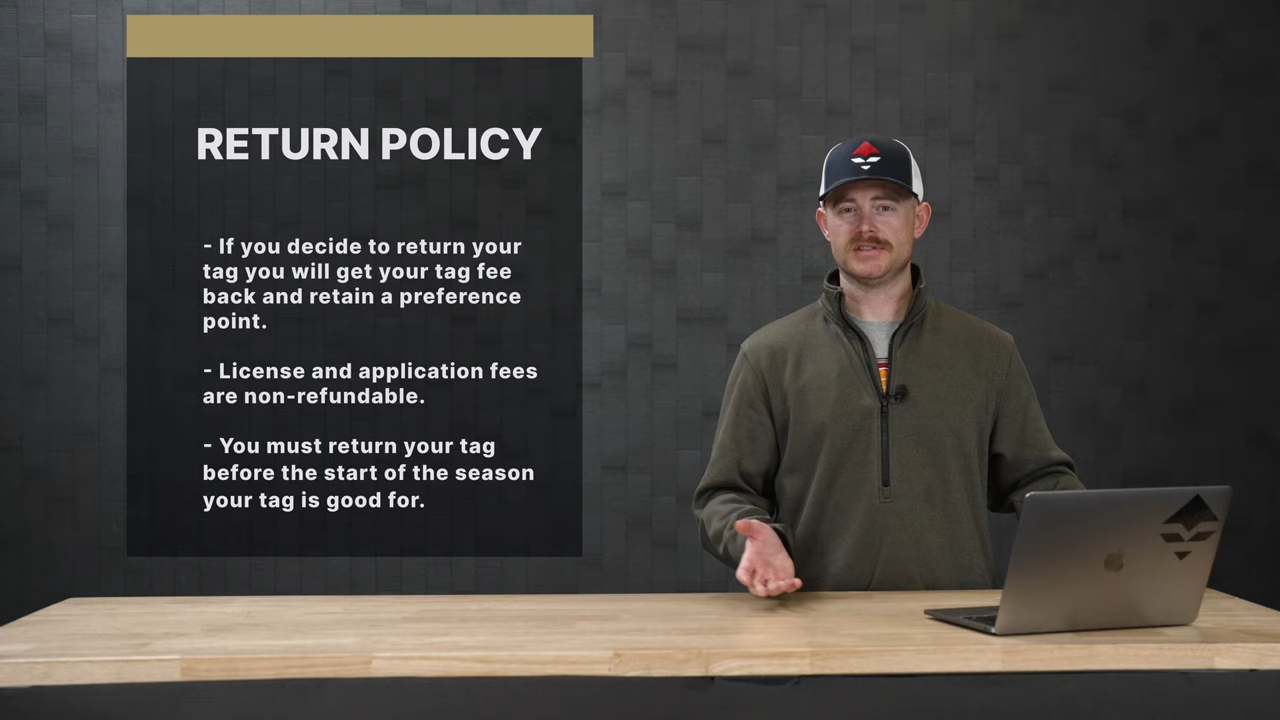 RETURN POLICY
- If you decide to return your
tag you will get your tag fee
back and retain a preference
point.
- License and application fees
are non-refundable.
- You must return your tag
before the start of the season
your tag is good for.